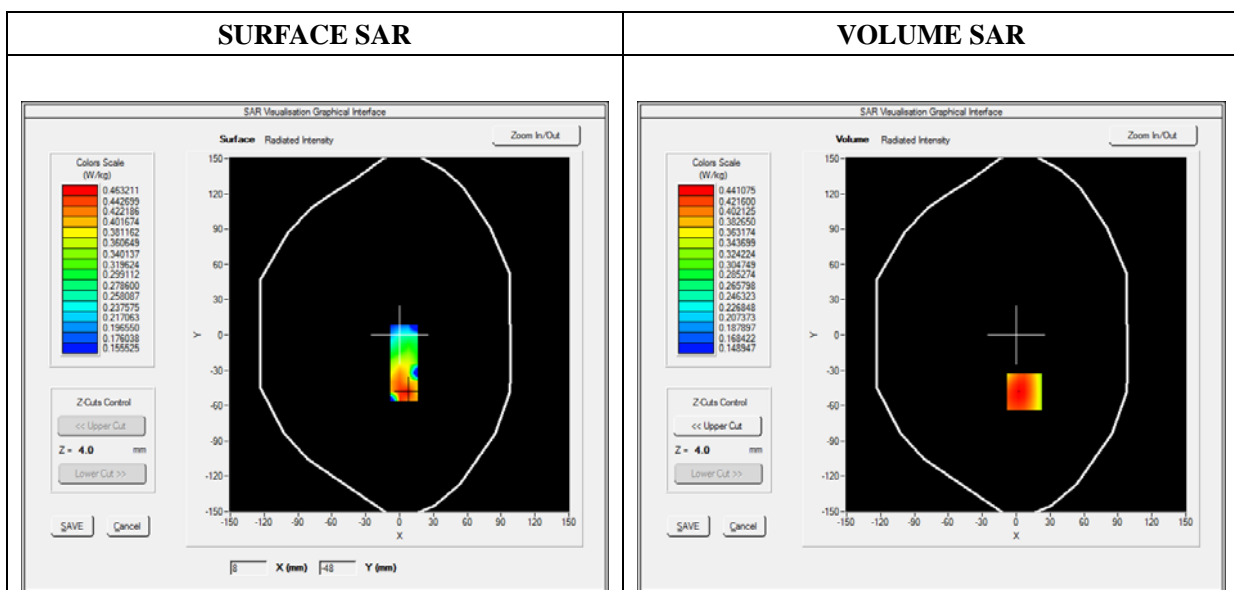 SURFACE SAR
VOLUME SAR
SAR Visualisation Graphical Interface
Surface Radiated Intensity
Zoom In/Out
Colors Scale
(W/kg)
0.463211
0.442699
0.422186
0.401674
0.381162
0.360649
0.340137
0.319624
0.299112
0.278600
0.258087
0.237575
0.217063
0.196550
0.176038
0.155525
Z-Cuts Control
<< Upper Cut
Z = 4.0 mm
Lower Cut >>
SAVE Cancel
150
120
90
60
30
0
-30
-60
-90
-120
-150
Y
-150 -120 -90 -60 -30 0 30 60 90 120 150
X
8 X (mm) -48 Y (mm)
SAR Visualisation Graphical Interface
Volume Radiated Intensity
Zoom In/Out
Colors Scale
(W/kg)
0.441075
0.421600
0.402125
0.382650
0.363174
0.343699
0.324224
0.304749
0.285274
0.265798
0.246323
0.226848
0.207373
0.187897
0.168422
0.148947
Z-Cuts Control
<< Upper Cut
Z = 4.0 mm
Lower Cut >>
SAVE Cancel
150
120
90
60
30
0
-30
-60
-90
-120
-150
Y
-150 -120 -90 -60 -30 0 30 60 90 120 150
X